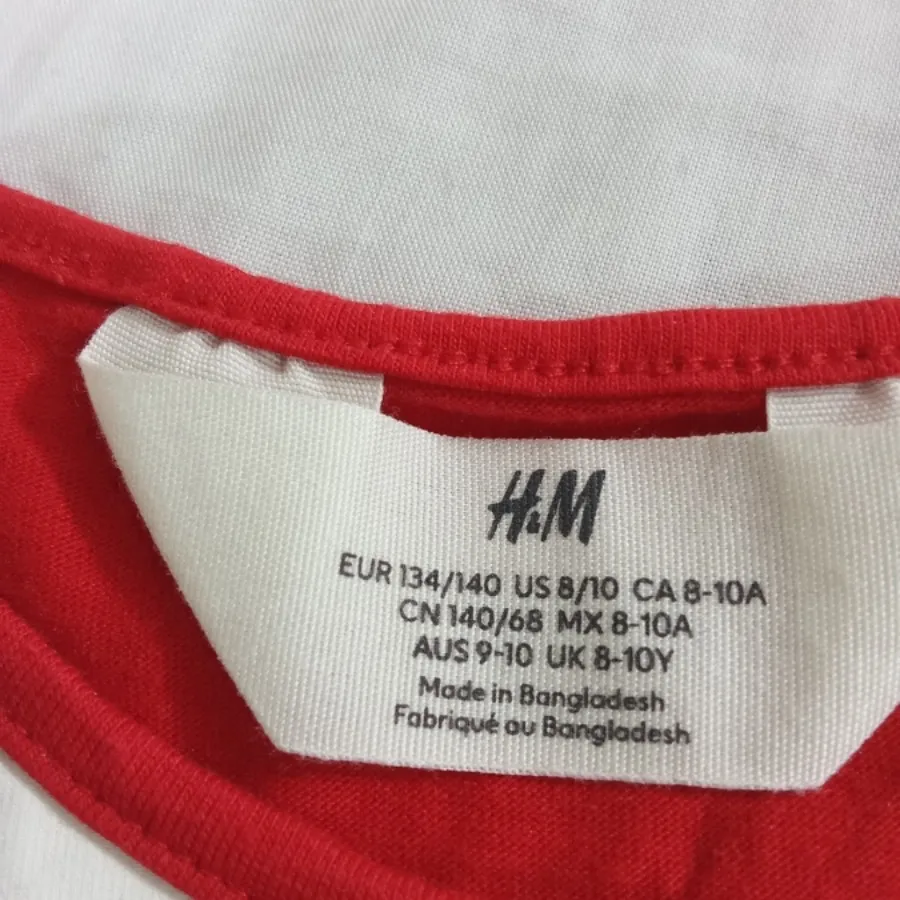 H&M
EUR 134/140 US 8/10 CA 8-10A
CN 140/68 MX 8-10A
AUS 9-10 UK 8-10Y
Made in Bangladesh
Fabriqué au Bangladesh